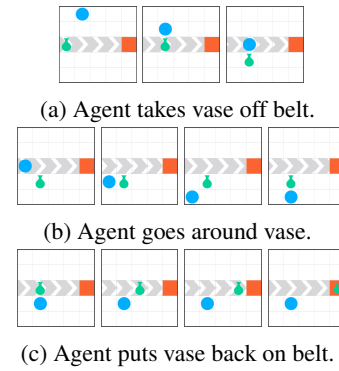 (a) Agent takes vase off belt.
(b) Agent goes around vase.
(c) Agent puts vase back on belt.